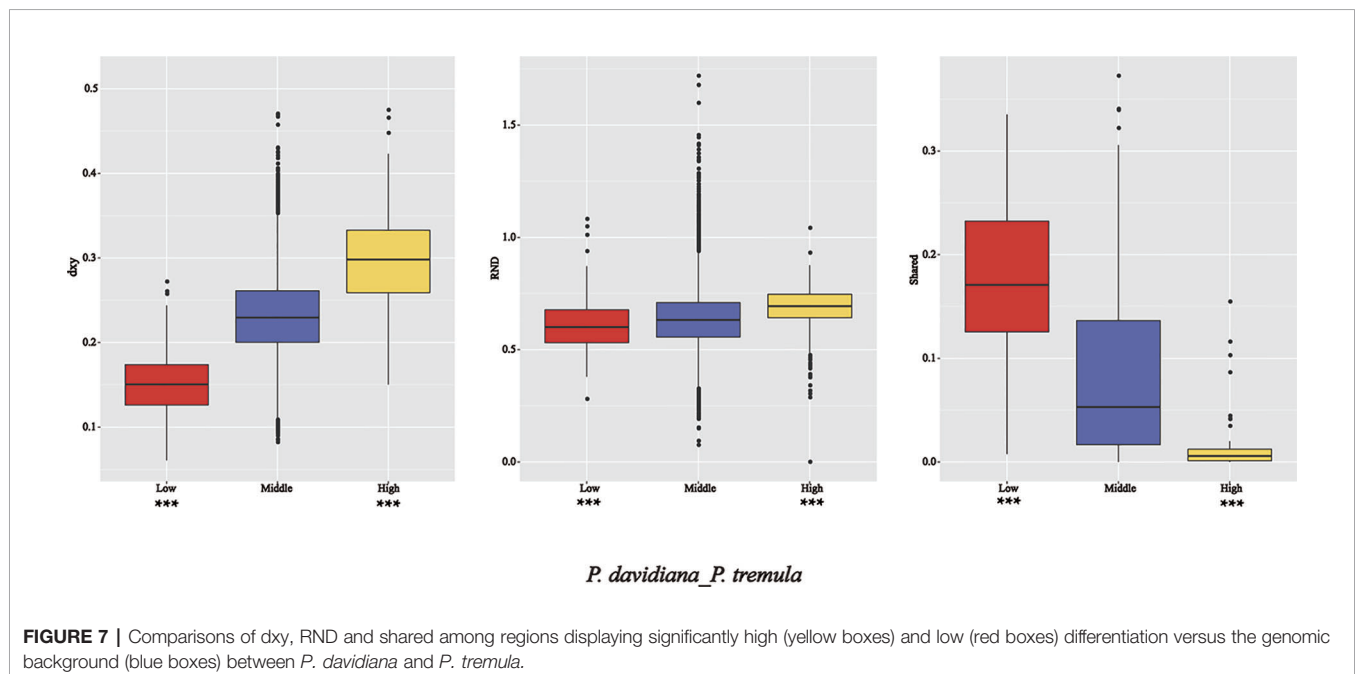 0.5
0.4
0.3
0.2
0.1
dxy
Low
Middle
High
***
***
1.5
1.0
0.5
0.0
RND
Low
Middle
High
***
***
0.3
0.2
0.1
0.0
Shared
Low
Middle
High
***
***
P. davidiana_P. tremula
FIGURE 7 | Comparisons of dxy, RND and shared among regions displaying significantly high (yellow boxes) and low (red boxes) differentiation versus the genomic
background (blue boxes) between P. davidiana and P. tremula.